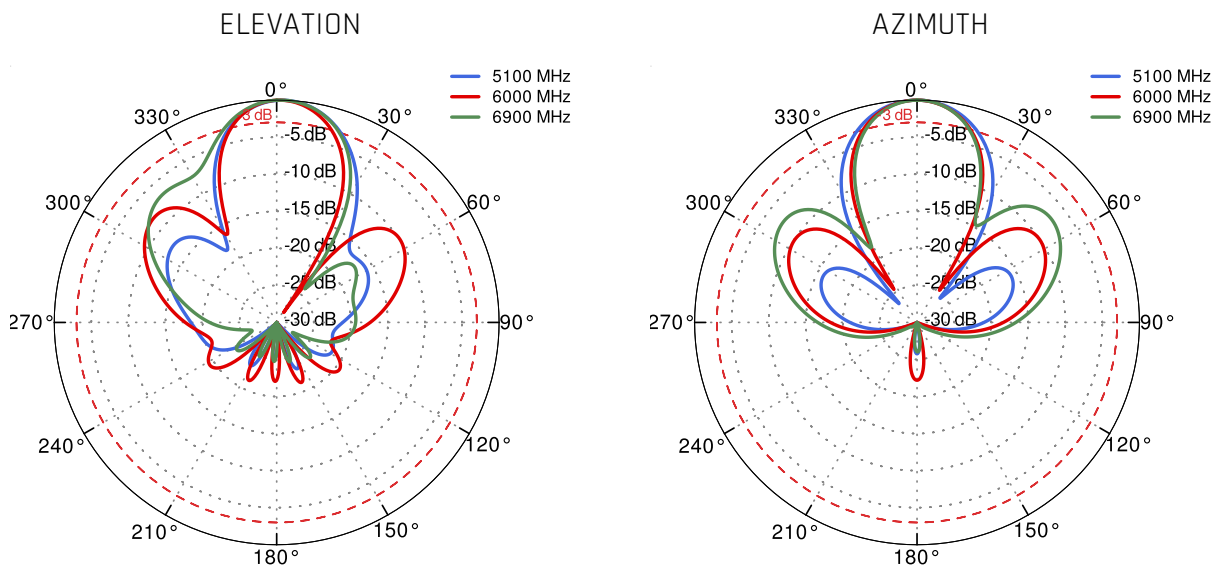 ELEVATION
5100 MHz
6000 MHz
6900 MHz
0°
330°
30°
3 dB
-5 dB
-10 dB
300°
60°
-15 dB
-20 dB
-25 dB
270°
-30 dB
90°
240°
120°
210°
150°
180°
AZIMUTH
5100 MHz
6000 MHz
6900 MHz
0°
330°
30°
-3 dB
-5 dB
-10 dB
300°
60°
-15 dB
-20 dB
-25 dB
270°
-30 dB
90°
240°
120°
210°
150°
180°